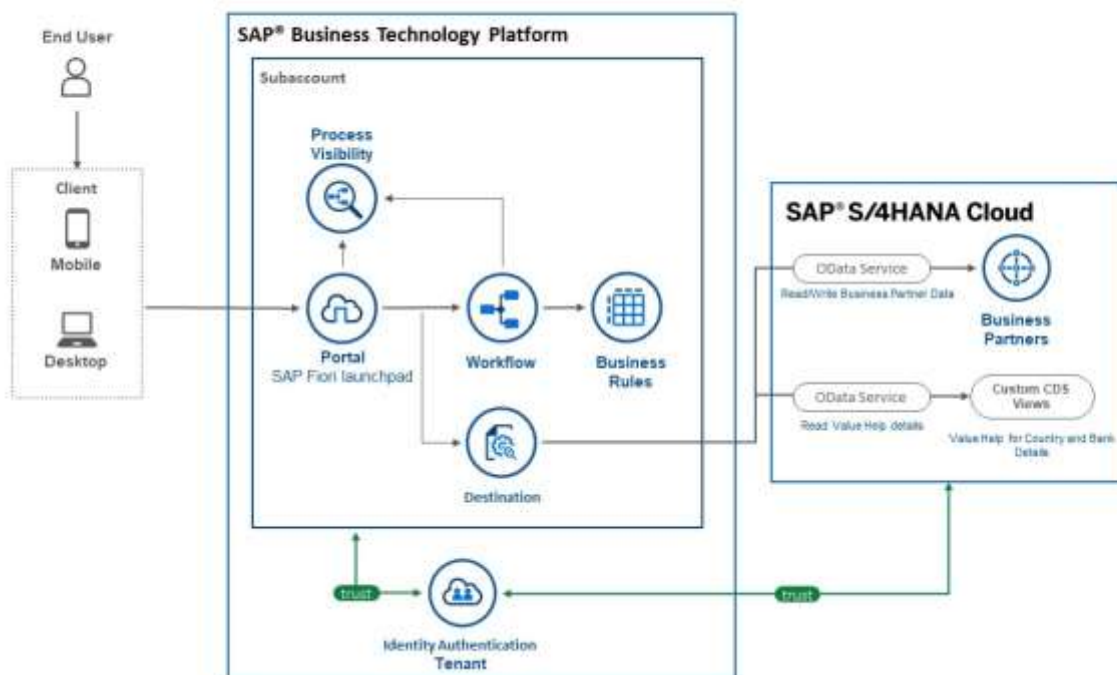 End User
Client
Mobile
Desktop
SAP® Business Technology Platform
Subaccount
Process
Visibility
Portal
SAP Fiori launchpad
Workflow
Business
Rules
Destination
trust
Identity Authentication
Tenant
trust
SAP® S/4HANA Cloud
OData Service
Read/Write Business Partner Data
Business
Partners
OData Service
Read Value Help details
Custom CDS
Views
Value Help for Country and Bank
Details